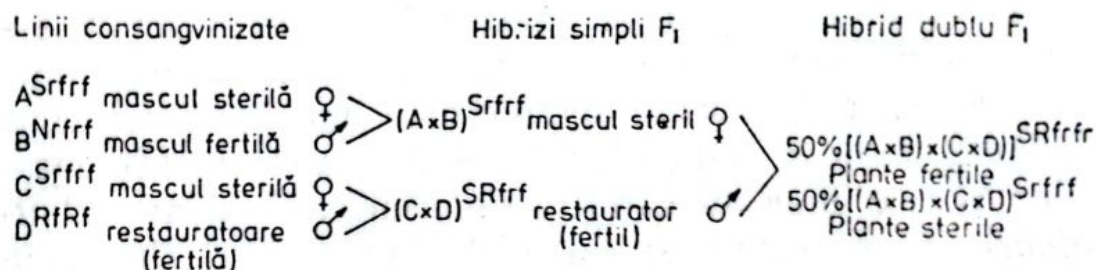 Linii consangvinizate
Hibrizi simpli F₁
Hibrid dublu F₁
A^Srfrf mascul sterilă ♀
B^Nrfrf mascul fertilă ♂
(A×B)^Srfrf mascul steril ♀
C^Srfrf mascul sterilă ♀
D^RfRf restauratoare ♂
(fertilă)
(C×D)^SRfrf restaurator ♂
(fertil)
50%[(A×B)×(C×D)]^SRfrfr
Plante fertile
50%[(A×B)×(C×D)^Srfrf
Plante sterile